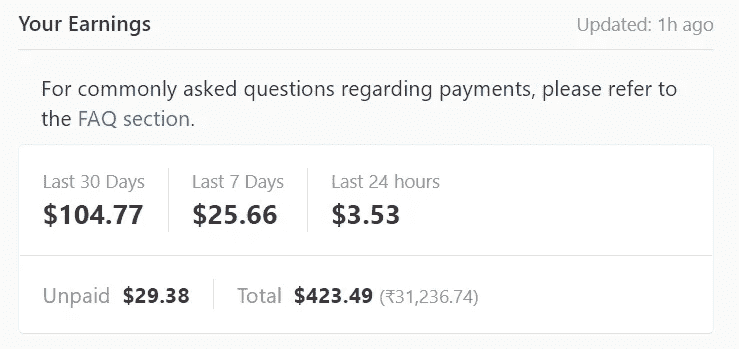 Your Earnings Updated: 1h ago
For commonly asked questions regarding payments, please refer to
the FAQ section.
Last 30 Days Last 7 Days Last 24 hours
$104.77 $25.66 $3.53
Unpaid $29.38 Total $423.49 (₹31,236.74)